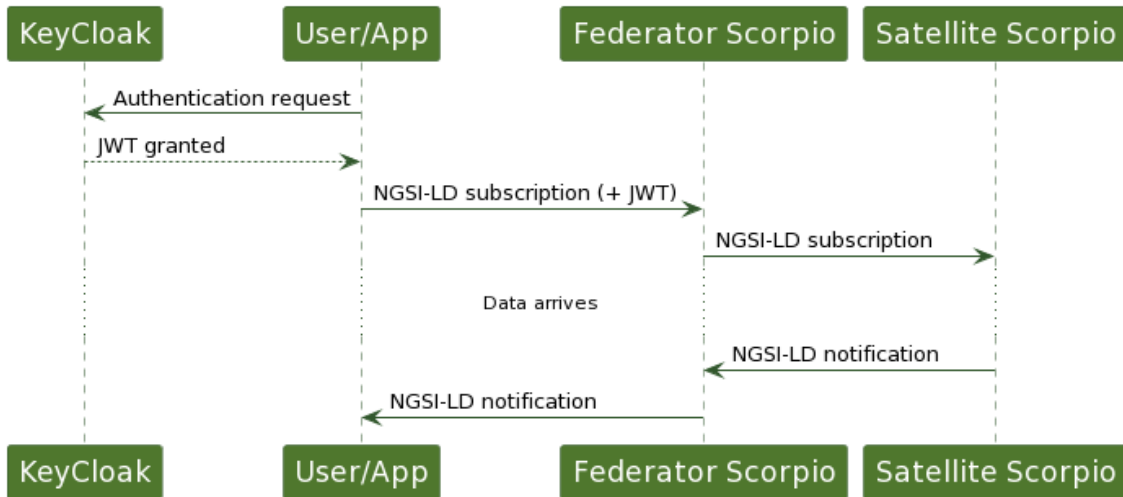 KeyCloak User/App Federator Scorpio Satellite Scorpio
Authentication request
JWT granted
NGSI-LD subscription (+ JWT)
NGSI-LD subscription
Data arrives
NGSI-LD notification
NGSI-LD notification
KeyCloak User/App Federator Scorpio Satellite Scorpio